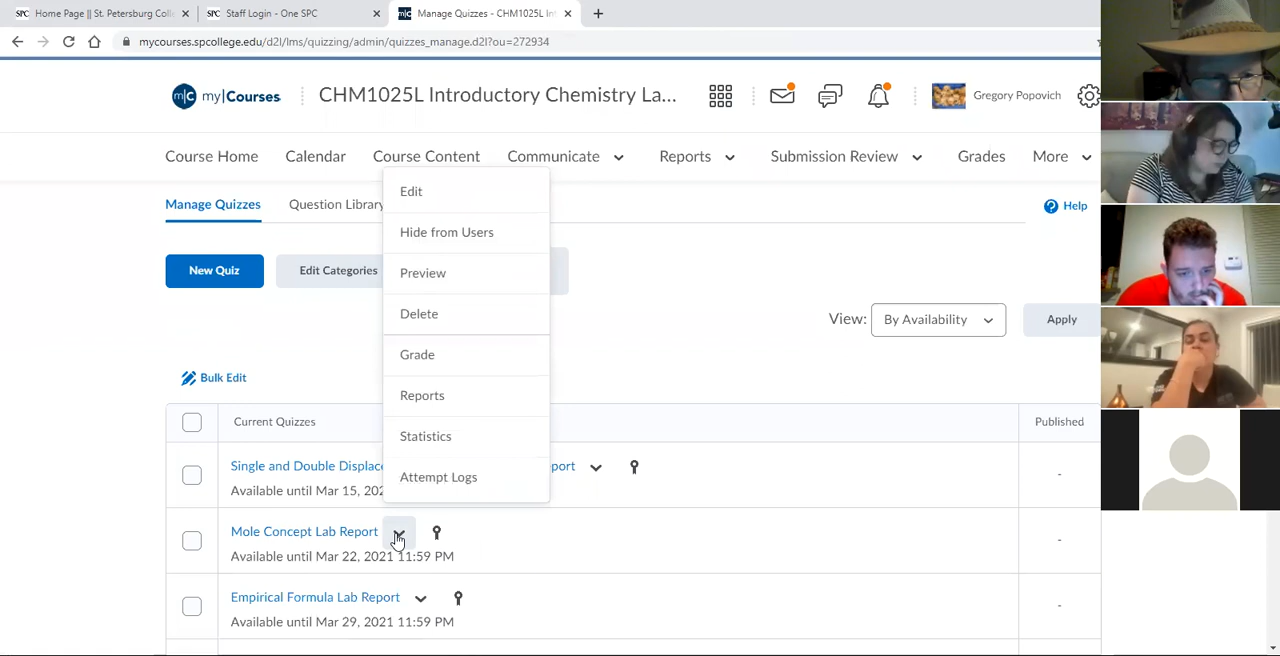 Home Page || St. Petersburg Coll
Staff Login - One SPC
Manage Quizzes - CHM1025L Int
mycourses.spcollege.edu/d2l/lms/quizzing/admin/quizzes_manage.d2l?ou=272934
m|C my|Courses
CHM1025L Introductory Chemistry La...
Gregory Popovich
Course Home
Calendar
Course Content
Communicate
Reports
Submission Review
Grades
More
Manage Quizzes
Question Library
Help
New Quiz
Edit Categories
Edit
Hide from Users
Preview
Delete
Grade
Reports
Statistics
Attempt Logs
View:
By Availability
Apply
Bulk Edit
Current Quizzes
Published
Single and Double Displace port
Available until Mar 15, 202
-
Mole Concept Lab Report
Available until Mar 22, 2021 11:59 PM
-
Empirical Formula Lab Report
Available until Mar 29, 2021 11:59 PM
-